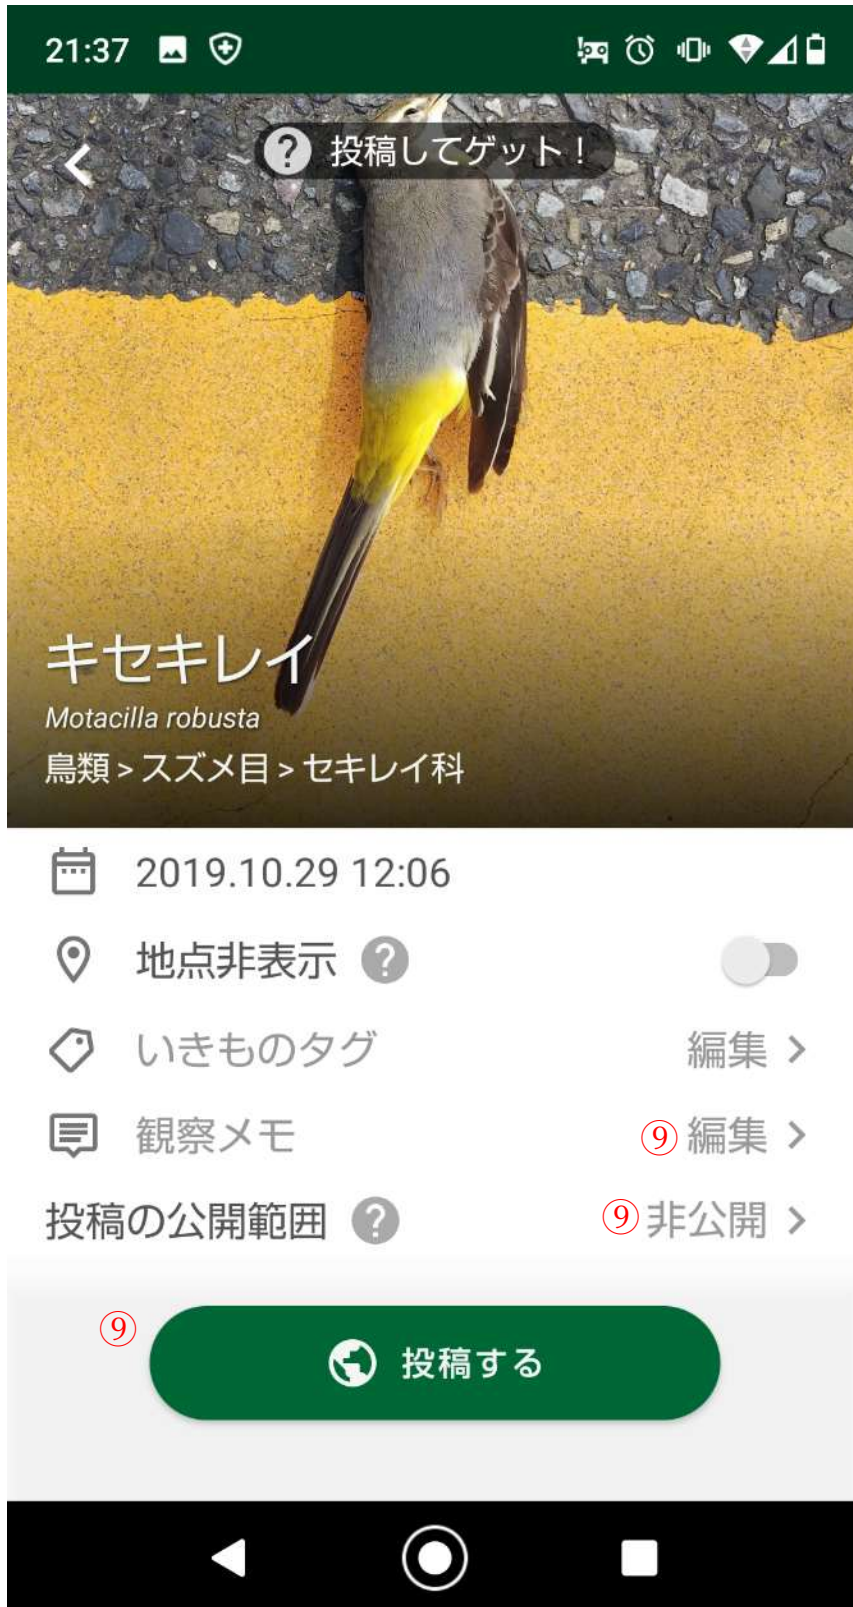 21:37
投稿してゲット！
キセキレイ
Motacilla robusta
鳥類 > スズメ目 > セキレイ科
2019.10.29 12:06
地点非表示 ?
いきものタグ 編集 >
観察メモ ⑨ 編集 >
投稿の公開範囲 ? ⑨ 非公開 >
⑨ 投稿する